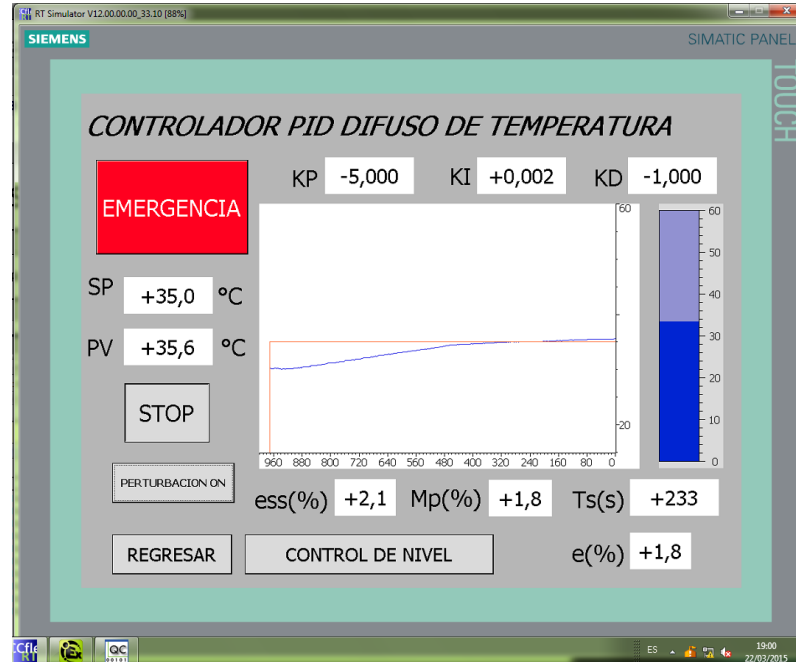 RT Simulator V12.00.00.00_33.10 [88%]
SIEMENS
SIMATIC PANEL
TOUCH
CONTROLADOR PID DIFUSO DE TEMPERATURA
EMERGENCIA
KP -5,000 KI +0,002 KD -1,000
SP +35,0 °C
PV +35,6 °C
STOP
PERTURBACION ON
60
20
960 880 800 720 640 560 480 400 320 240 160 80 0
60
50
40
30
20
10
0
ess(%) +2,1 Mp(%) +1,8 Ts(s) +233
REGRESAR
CONTROL DE NIVEL
e(%) +1,8
CCfle
RT
QC
00101
ES
19:00
22/03/2015